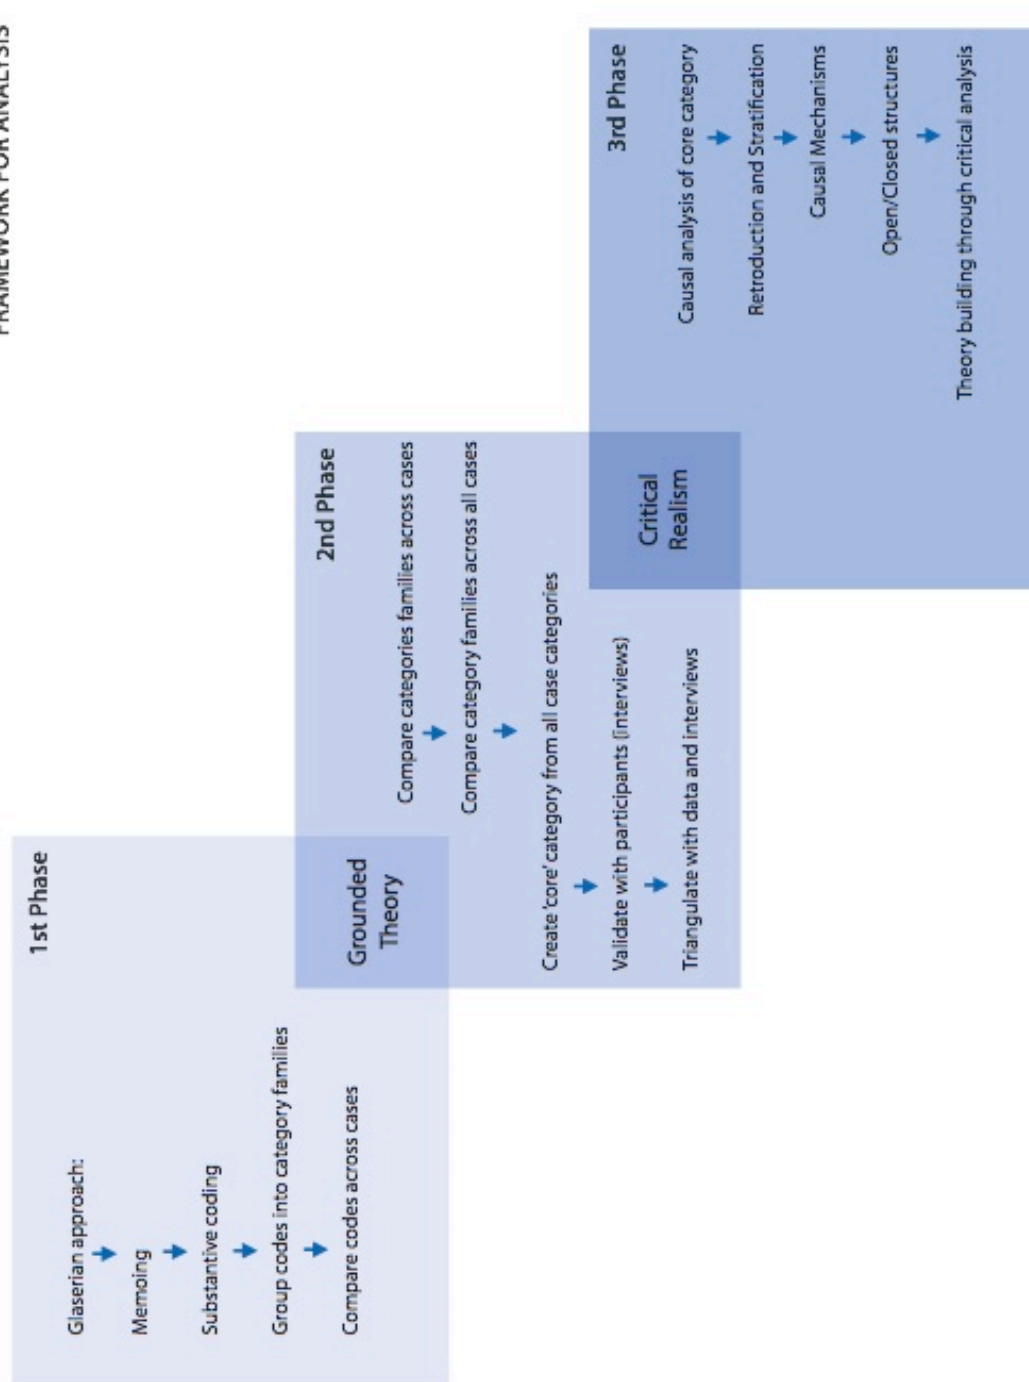 FRAMEWORK FOR ANALYSIS
1st Phase
Glaserian approach:
Memoing
Substantive coding
Group codes into category families
Compare codes across cases
Grounded
Theory
2nd Phase
Compare categories families across cases
Compare category families across all cases
Create 'core' category from all case categories
Validate with participants (interviews)
Triangulate with data and interviews
Critical
Realism
3rd Phase
Causal analysis of core category
Retroduction and Stratification
Causal Mechanisms
Open/Closed structures
Theory building through critical analysis